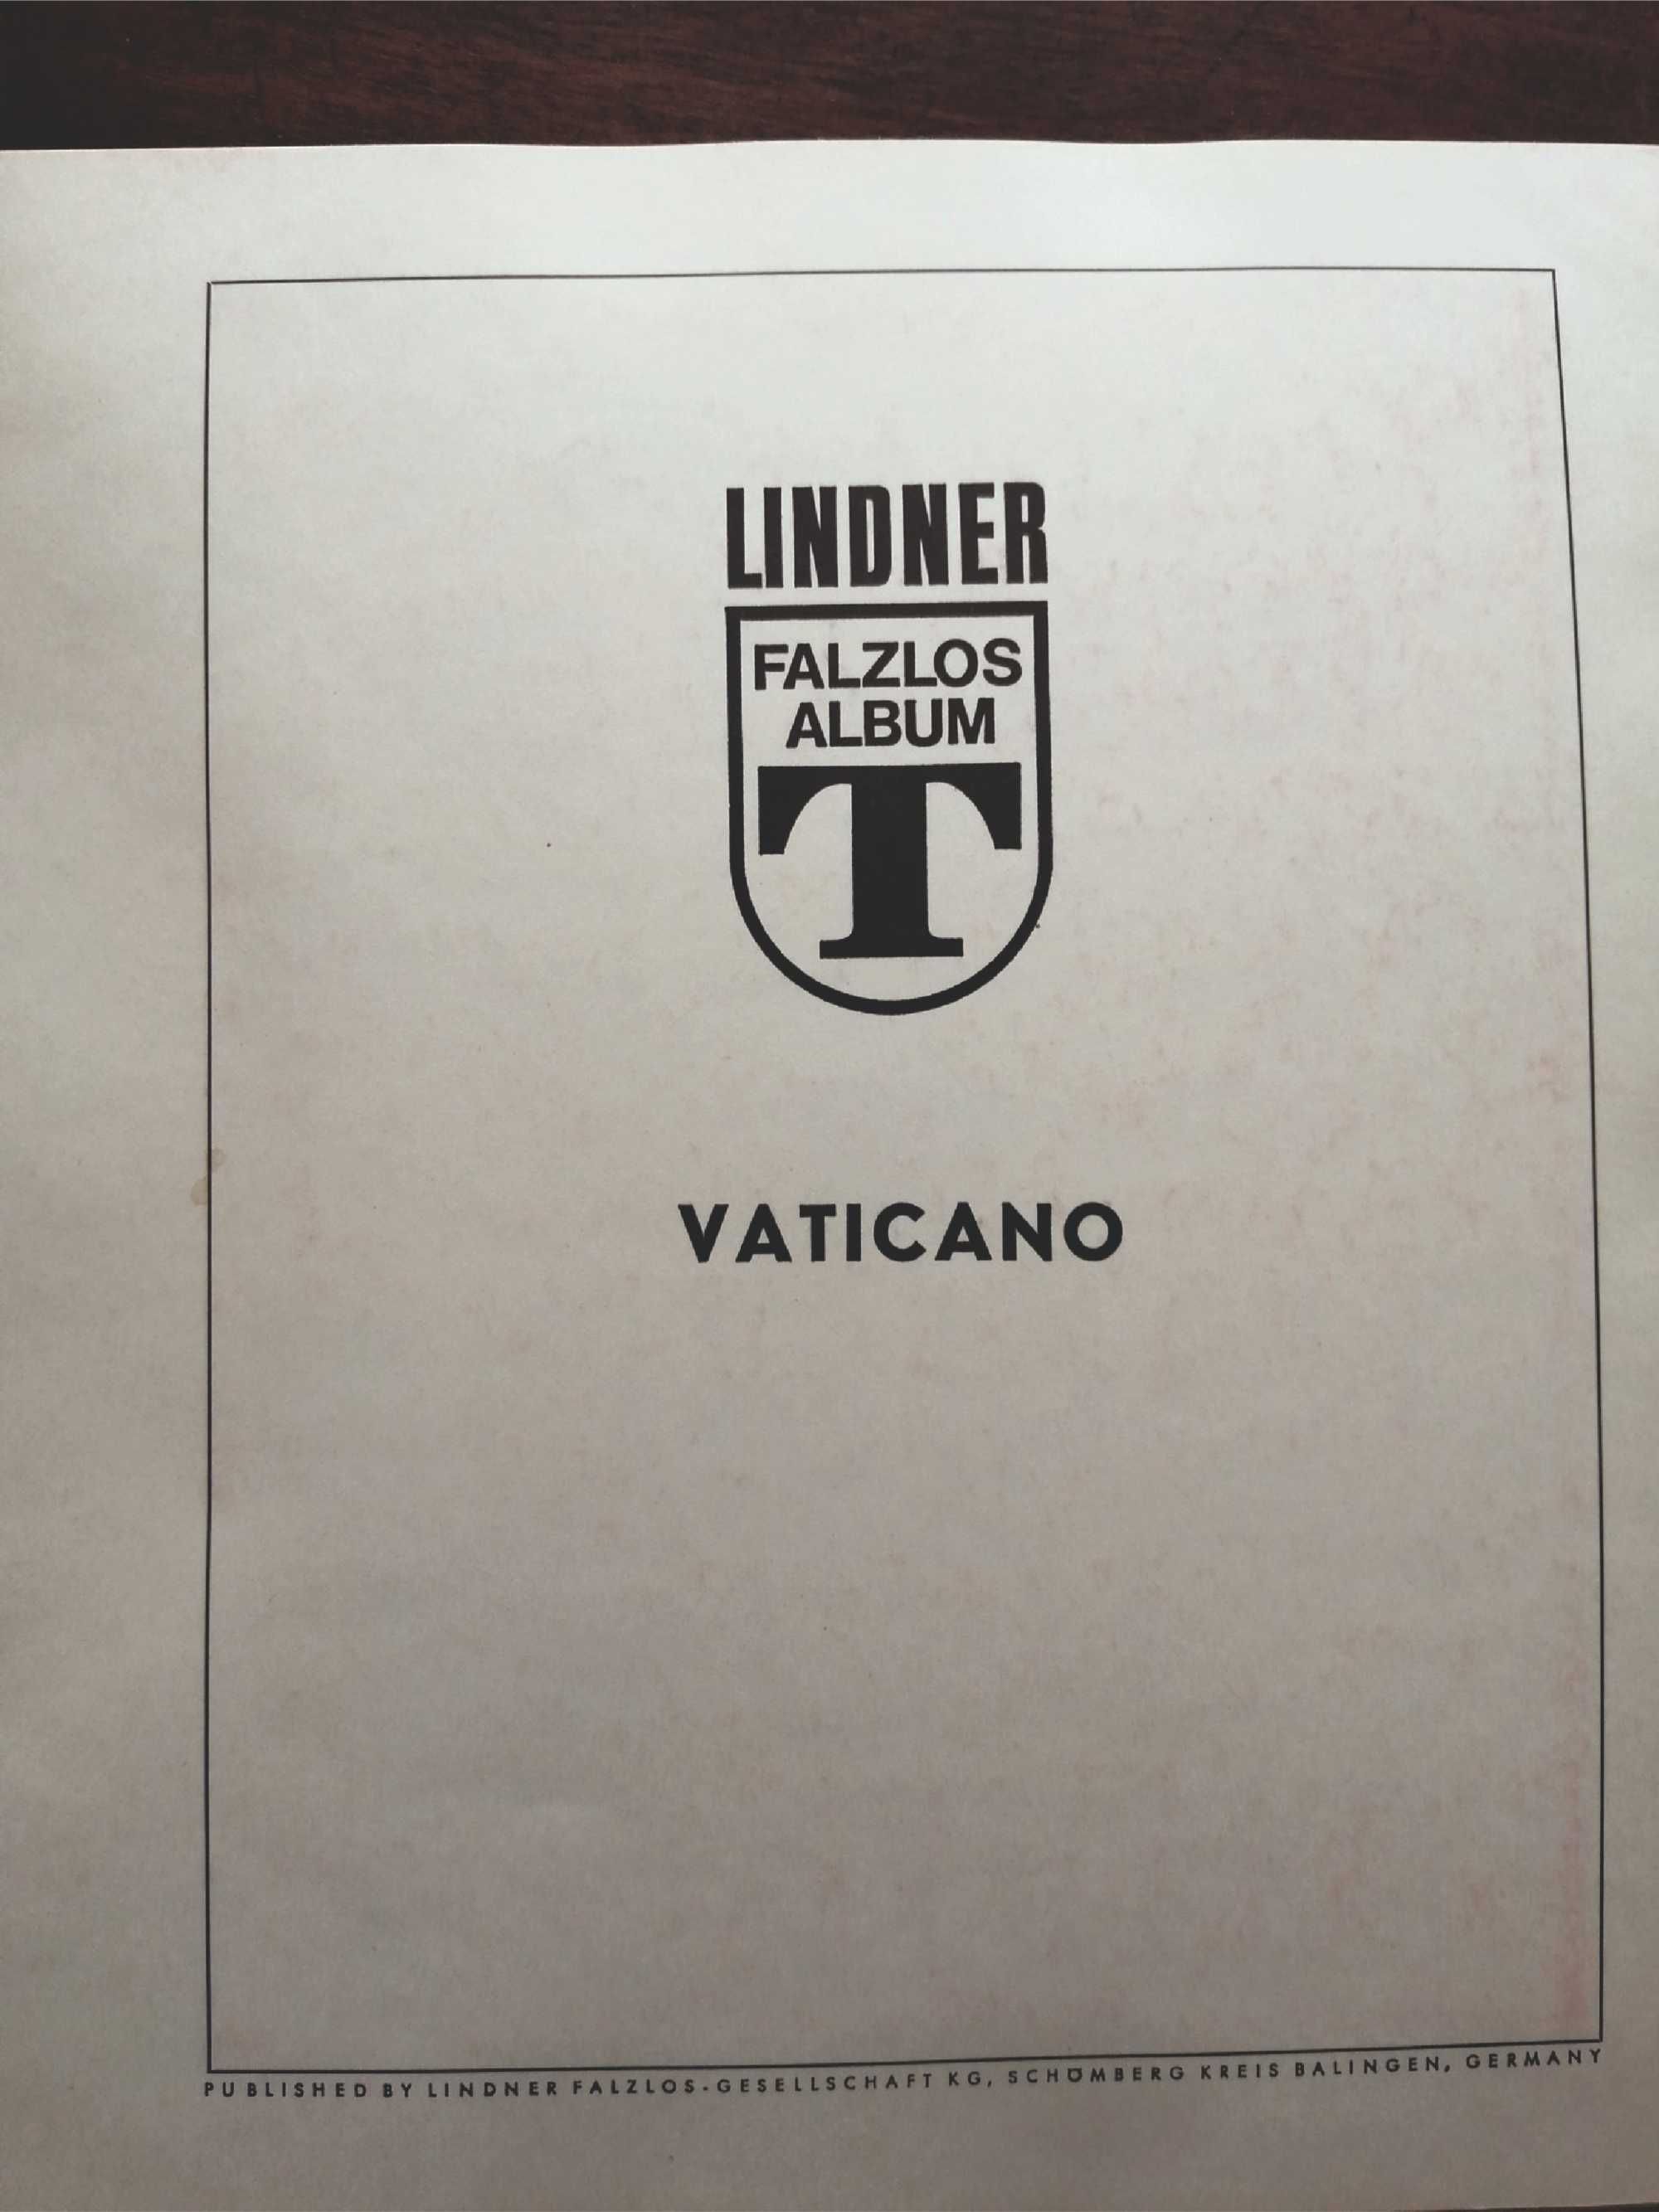 LINDNER
FALZLOS
ALBUM
T
VATICANO
PUBLISHED BY LINDNER FALZLOS-GESELLSCHAFT KG, SCHÖMBERG KREIS BALINGEN, GERMANY